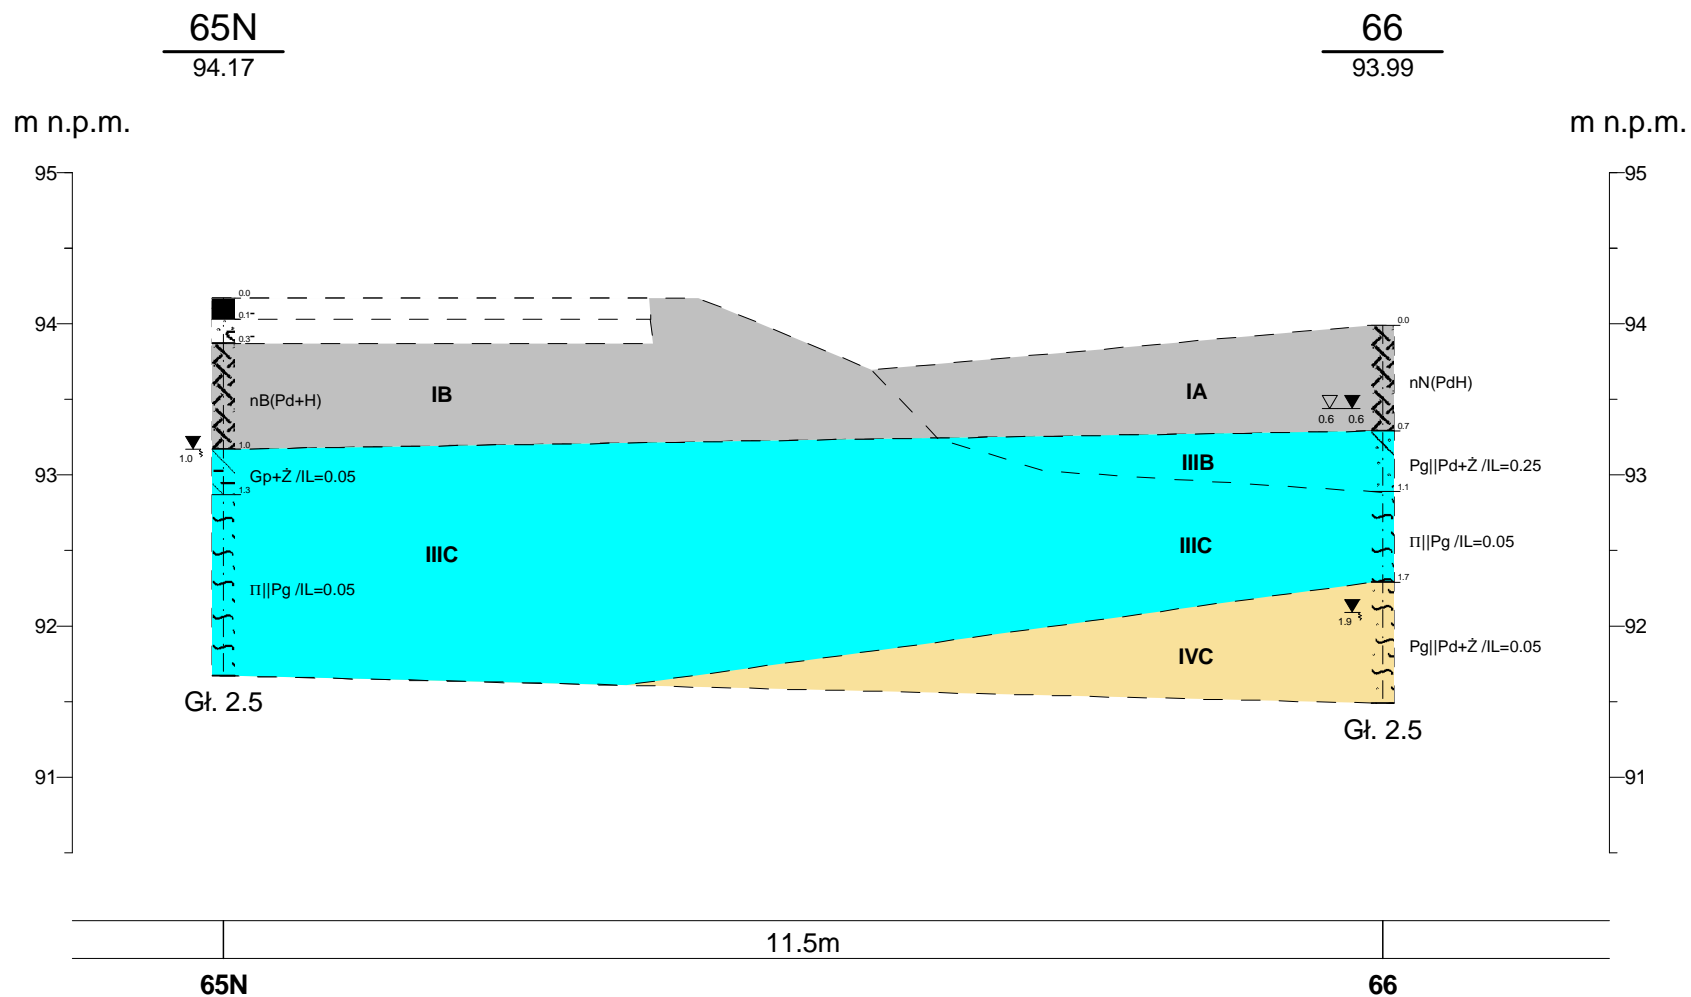 65N
94.17
66
93.99
m n.p.m.
m n.p.m.
95
95
94
94
93
93
92
92
91
91
0.0
0.1
0.3
1.0
1.3
1.0
nB(Pd+H)
Gp+Ż /IL=0.05
Π||Pg /IL=0.05
IB
IA
IIIB
IIIC
IIIC
IVC
0.6
0.6
1.9
0.0
0.7
1.1
1.7
nN(PdH)
Pg||Pd+Ż /IL=0.25
Π||Pg /IL=0.05
Pg||Pd+Ż /IL=0.05
Gł. 2.5
Gł. 2.5
11.5m
65N
66